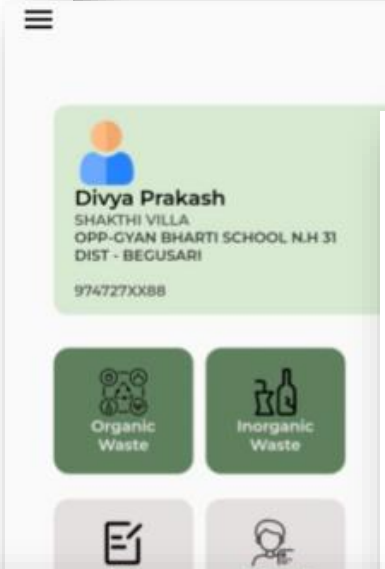 Divya Prakash
SHAKTHI VILLA
OPP-GYAN BHARTI SCHOOL N.H 31
DIST - BEGUSARI
974727XX88
Organic
Waste
Inorganic
Waste